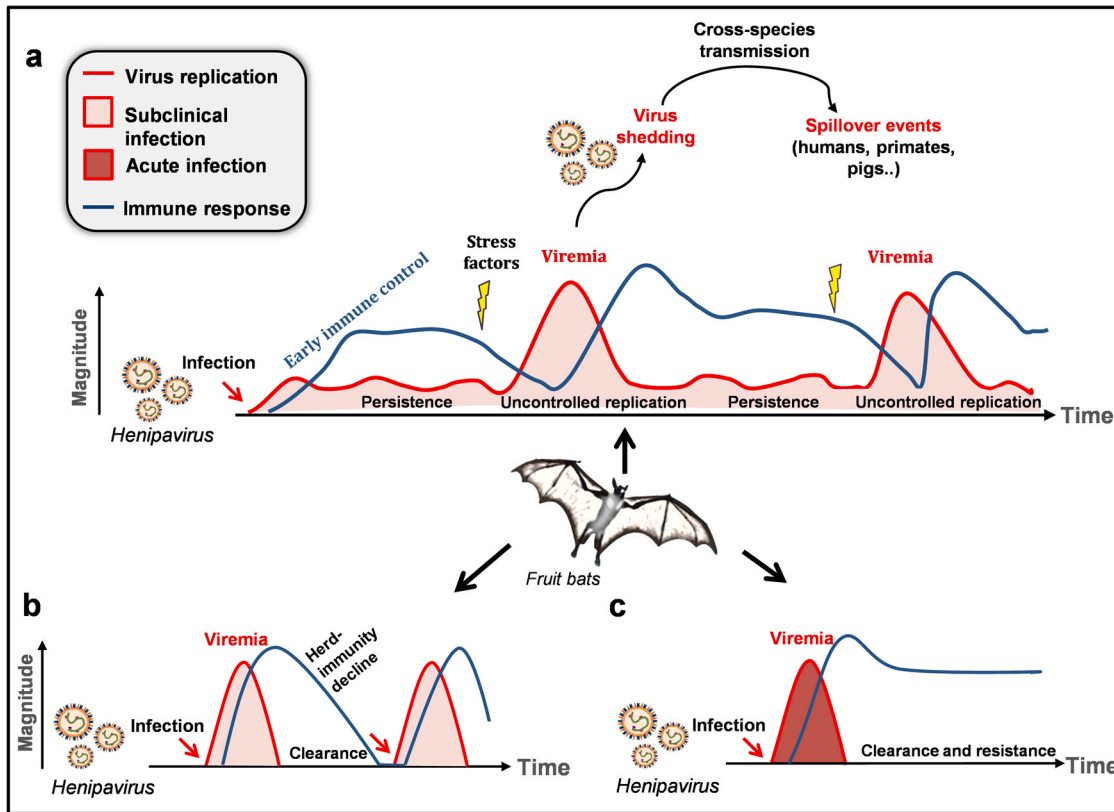 a
Virus replication
Subclinical
infection
Acute infection
Immune response
Cross-species
transmission
Virus
shedding
Spillover events
(humans, primates,
pigs..)
Magnitude
Infection
Henipavirus
Early immune control
Stress
factors
Viremia
Viremia
Persistence
Uncontrolled replication
Persistence
Uncontrolled replication
Time
Fruit bats
b
Magnitude
Infection
Henipavirus
Viremia
Herd-
immunity
decline
Clearance
Time
c
Infection
Henipavirus
Viremia
Clearance and resistance
Time